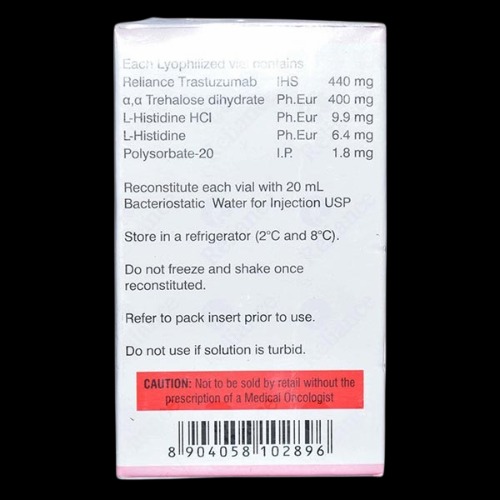 Each Lyophilized vial contains
Reliance Trastuzumab IHS 440 mg
α,α Trehalose dihydrate Ph.Eur 400 mg
L-Histidine HCl Ph.Eur 9.9 mg
L-Histidine Ph.Eur 6.4 mg
Polysorbate-20 I.P. 1.8 mg
Reconstitute each vial with 20 mL
Bacteriostatic Water for Injection USP
Store in a refrigerator (2°C and 8°C).
Do not freeze and shake once
reconstituted.
Refer to pack insert prior to use.
Do not use if solution is turbid.
CAUTION: Not to be sold by retail without the
prescription of a Medical Oncologist
8 904058 102896